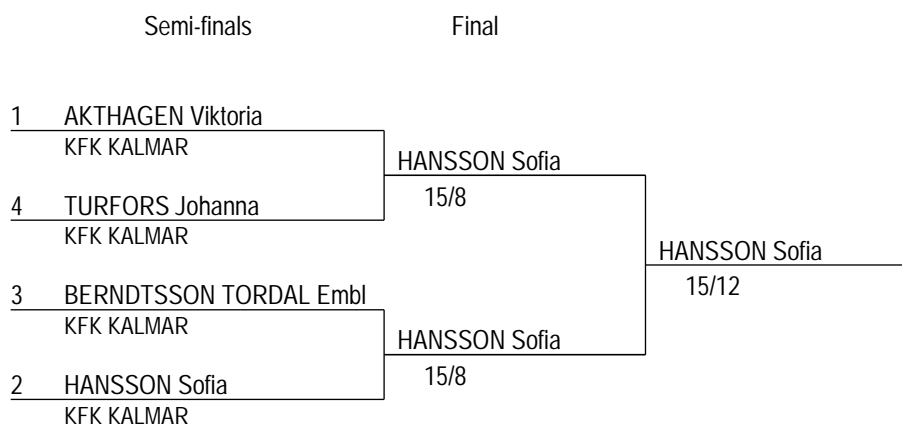 Semi-finals Final
1 AKTHAGEN Viktoria
KFK KALMAR
HANSSON Sofia
15/8
4 TURFORS Johanna
KFK KALMAR
HANSSON Sofia
15/12
3 BERNDTSSON TORDAL Embl
KFK KALMAR
HANSSON Sofia
15/8
2 HANSSON Sofia
KFK KALMAR